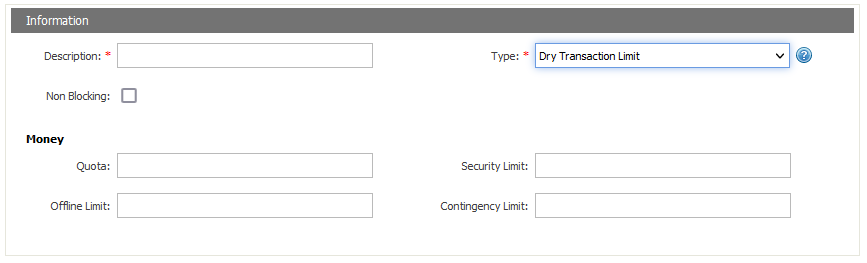 Information
Description: * Type: * Dry Transaction Limit ?
Non Blocking:
Money
Quota: Security Limit:
Offline Limit: Contingency Limit: